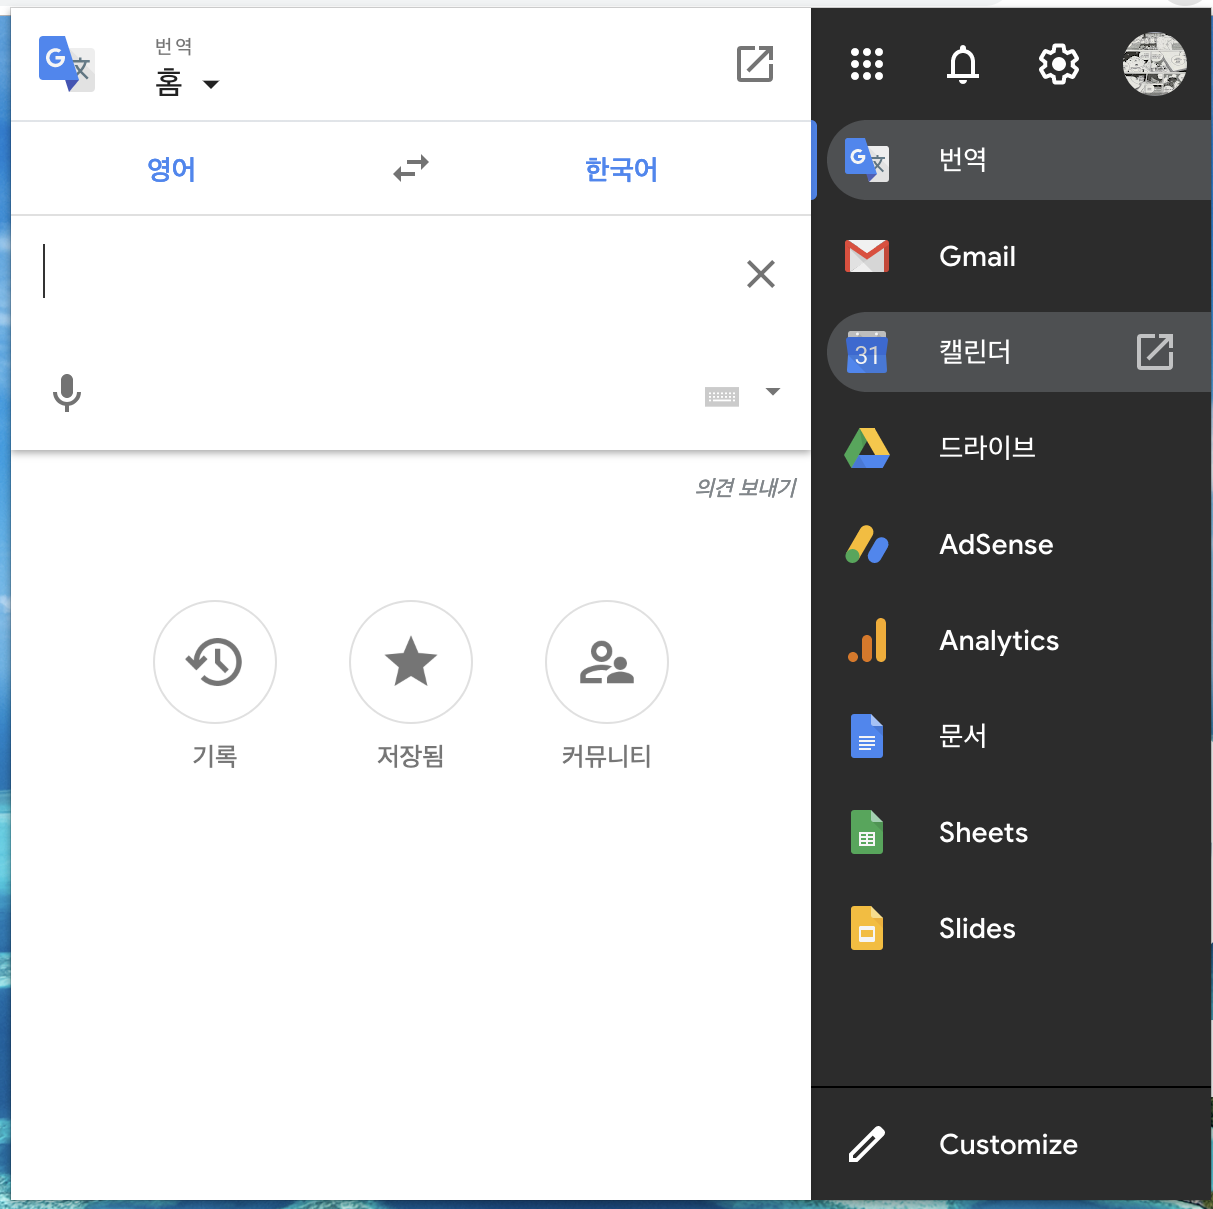 번역
홈
영어
한국어
의견 보내기
기록
저장됨
커뮤니티
번역
Gmail
31
캘린더
드라이브
AdSense
Analytics
문서
Sheets
Slides
Customize